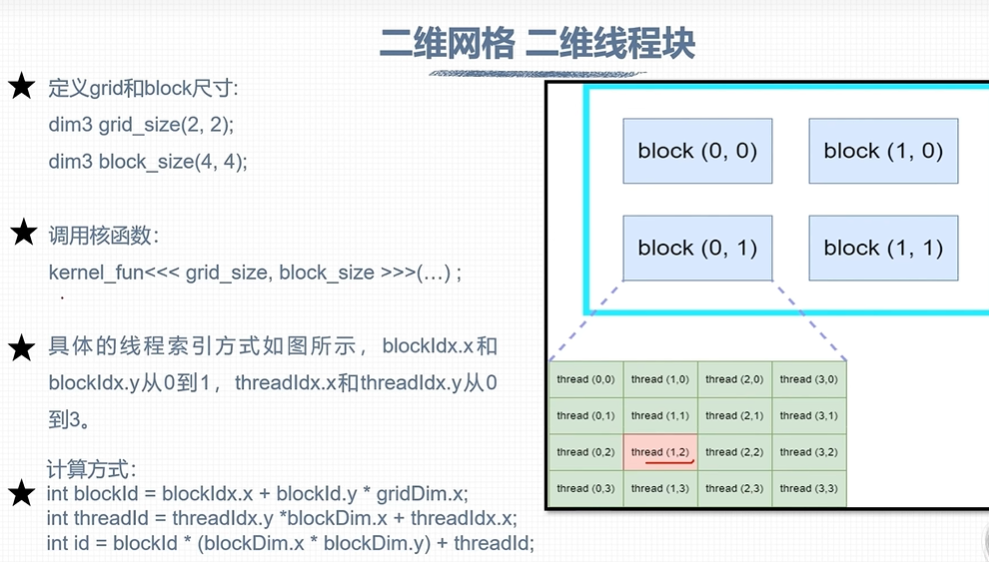 二维网格 二维线程块
定义grid和block尺寸:
dim3 grid_size(2, 2);
dim3 block_size(4, 4);
调用核函数:
kernel_fun<<< grid_size, block_size >>>(…) ;
具体的线程索引方式如图所示，blockIdx.x和
blockIdx.y从0到1，threadIdx.x和threadIdx.y从0
到3。
计算方式:
int blockId = blockIdx.x + blockId.y * gridDim.x;
int threadId = threadIdx.y *blockDim.x + threadIdx.x;
int id = blockId * (blockDim.x * blockDim.y) + threadId;
block (0, 0) block (1, 0)
block (0, 1) block (1, 1)
thread (0,0) thread (1,0) thread (2,0) thread (3,0)
thread (0,1) thread (1,1) thread (2,1) thread (3,1)
thread (0,2) thread (1,2) thread (2,2) thread (3,2)
thread (0,3) thread (1,3) thread (2,3) thread (3,3)